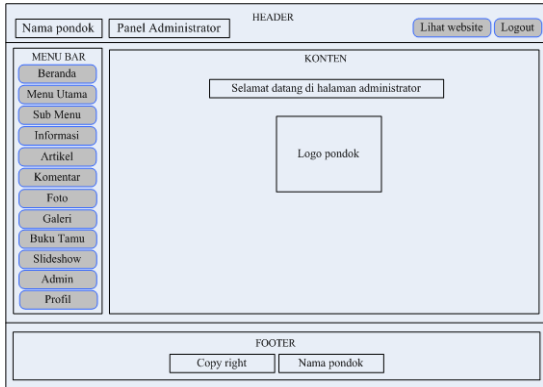 HEADER
Nama pondok
Panel Administrator
Lihat website
Logout
MENU BAR
Beranda
Menu Utama
Sub Menu
Informasi
Artikel
Komentar
Foto
Galeri
Buku Tamu
Slideshow
Admin
Profil
KONTEN
Selamat datang di halaman administrator
Logo pondok
FOOTER
Copy right
Nama pondok